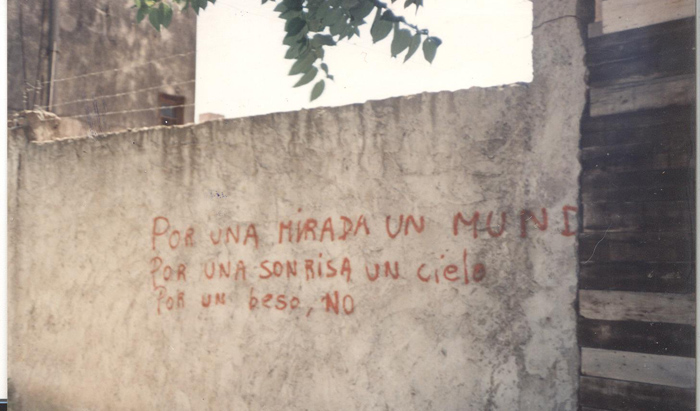 POR UNA MIRADA UN MUND
POR UNA SONRISA UN cielo
POR UN beso, NO